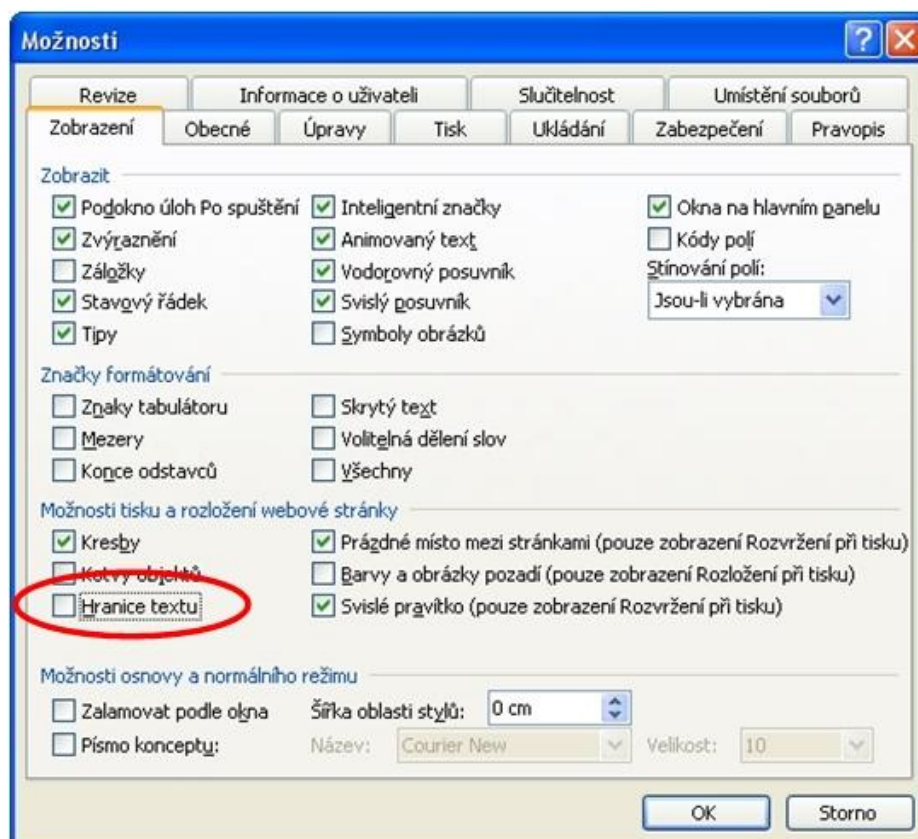 Možnosti
Revize Informace o uživateli Slučitelnost Umístění souborů
Zobrazení Obecné Úpravy Tisk Ukládání Zabezpečení Pravopis
Zobrazit
Podokno úloh Po spuštění Inteligentní značky Okna na hlavním panelu
Zvýraznění Animovaný text Kódy polí
Záložky Vodorovný posuvník Stínování polí:
Stavový řádek Svislý posuvník Jsou-li vybrána
Tipy Symboly obrázků
Značky formátování
Znaky tabulátoru Skrytý text
Mezery Volitelná dělení slov
Konce odstavců Všechny
Možnosti tisku a rozložení webové stránky
Kresby Prázdné místo mezi stránkami (pouze zobrazení Rozvržení při tisku)
Kotvy objektů Barvy a obrázky pozadí (pouze zobrazení Rozložení při tisku)
Hranice textu Svislé pravítko (pouze zobrazení Rozvržení při tisku)
Možnosti osnovy a normálního režimu
Zalamovat podle okna Šířka oblasti stylů: 0 cm
Písmo konceptu: Název: Courier New Velikost: 10
OK Storno